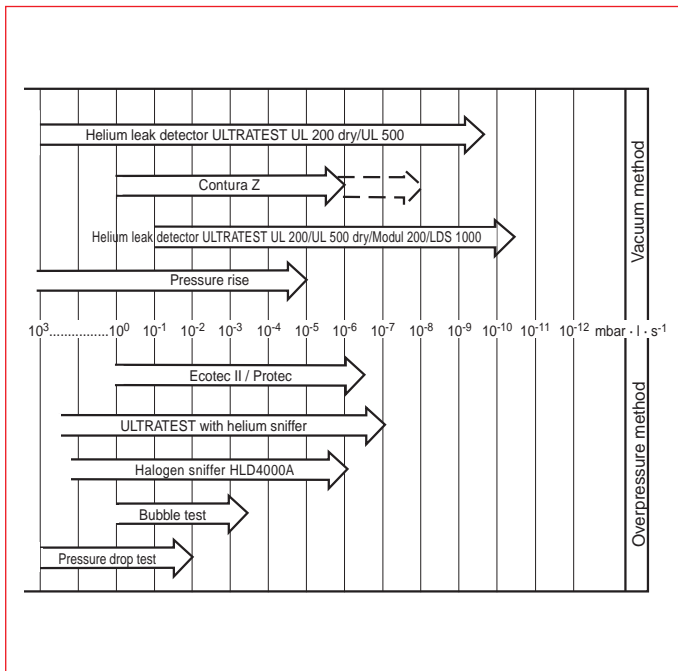 Helium leak detector ULTRATEST UL 200 dry/UL 500
Contura Z
Helium leak detector ULTRATEST UL 200/UL 500 dry/Modul 200/LDS 1000
Pressure rise
Vacuum method
10³................10⁰ 10⁻¹ 10⁻² 10⁻³ 10⁻⁴ 10⁻⁵ 10⁻⁶ 10⁻⁷ 10⁻⁸ 10⁻⁹ 10⁻¹⁰ 10⁻¹¹ 10⁻¹² mbar · l · s⁻¹
Ecotec II / Protec
ULTRATEST with helium sniffer
Halogen sniffer HLD4000A
Bubble test
Pressure drop test
Overpressure method